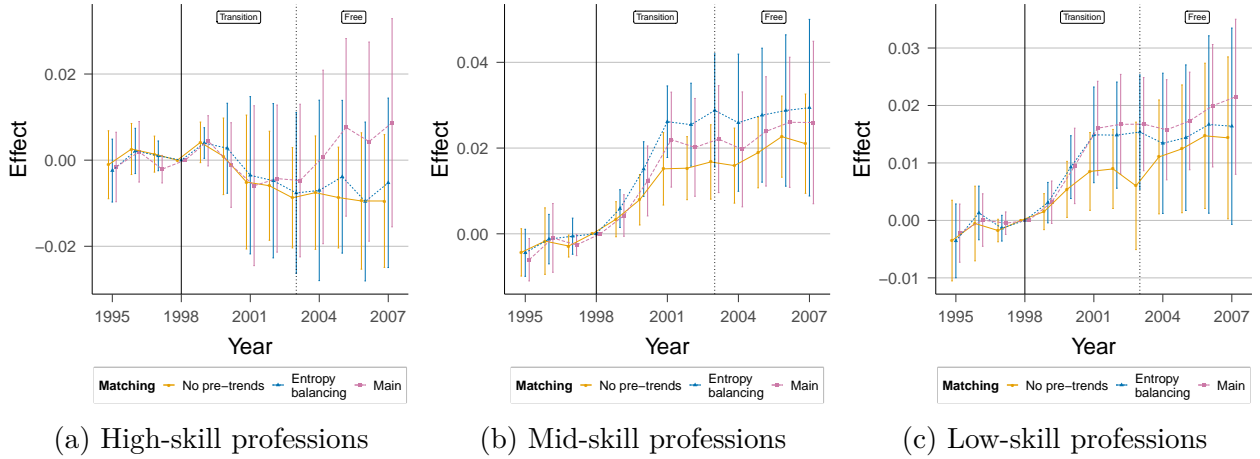 Transition
Free
0.02
0.00
−0.02
Effect
1995
1998
2001
2004
2007
Year
Matching
No pre-trends
Entropy
balancing
Main
(a) High-skill professions
Transition
Free
0.04
0.02
0.00
Effect
1995
1998
2001
2004
2007
Year
Matching
No pre-trends
Entropy
balancing
Main
(b) Mid-skill professions
Transition
Free
0.03
0.02
0.01
0.00
−0.01
Effect
1995
1998
2001
2004
2007
Year
Matching
No pre-trends
Entropy
balancing
Main
(c) Low-skill professions